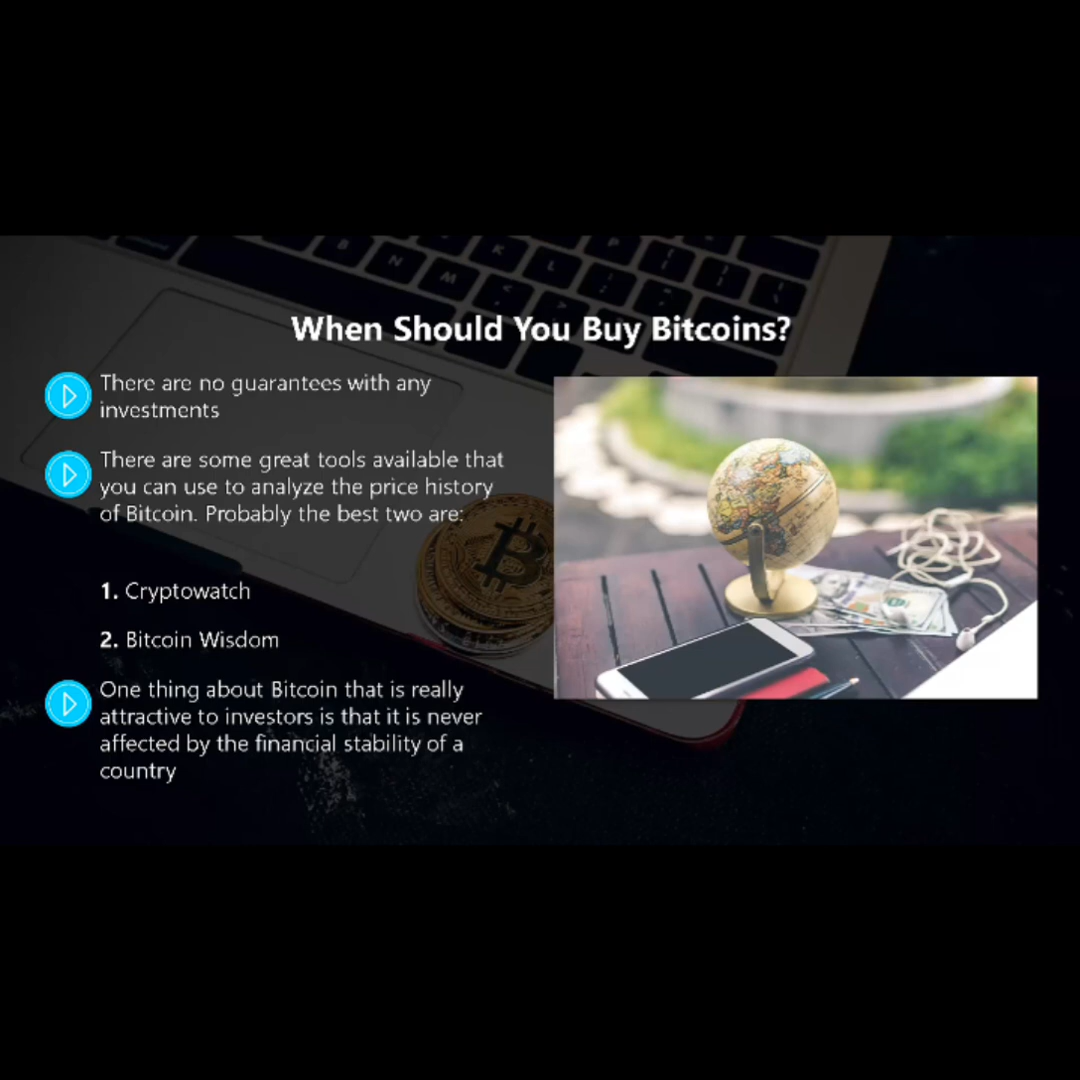 When Should You Buy Bitcoins?
There are no guarantees with any
investments
There are some great tools available that
you can use to analyze the price history
of Bitcoin. Probably the best two are:
1. Cryptowatch
2. Bitcoin Wisdom
One thing about Bitcoin that is really
attractive to investors is that it is never
affected by the financial stability of a
country